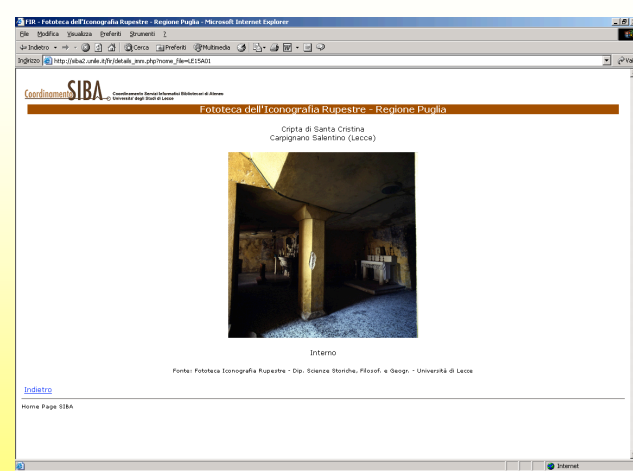 FIR - Fototeca dell'Iconografia Rupestre - Regione Puglia - Microsoft Internet Explorer
File Modifica Visualizza Preferiti Strumenti ?
Indietro Cerca Preferiti Multimedia
Indirizzo http://siba2.unile.it/fir/details_imm.php?nome_file=LE15A01 Vai
Coordinamento SIBA Coordinamento Servizi Informatici Bibliotecari di Ateneo
Università degli Studi di Lecce
Fototeca dell'Iconografia Rupestre - Regione Puglia
Cripta di Santa Cristina
Carpignano Salentino (Lecce)
Interno
Fonte: Fototeca Iconografia Rupestre - Dip. Scienze Storiche, Filosof. e Geogr. - Università di Lecce
Indietro
Home Page SIBA
Internet